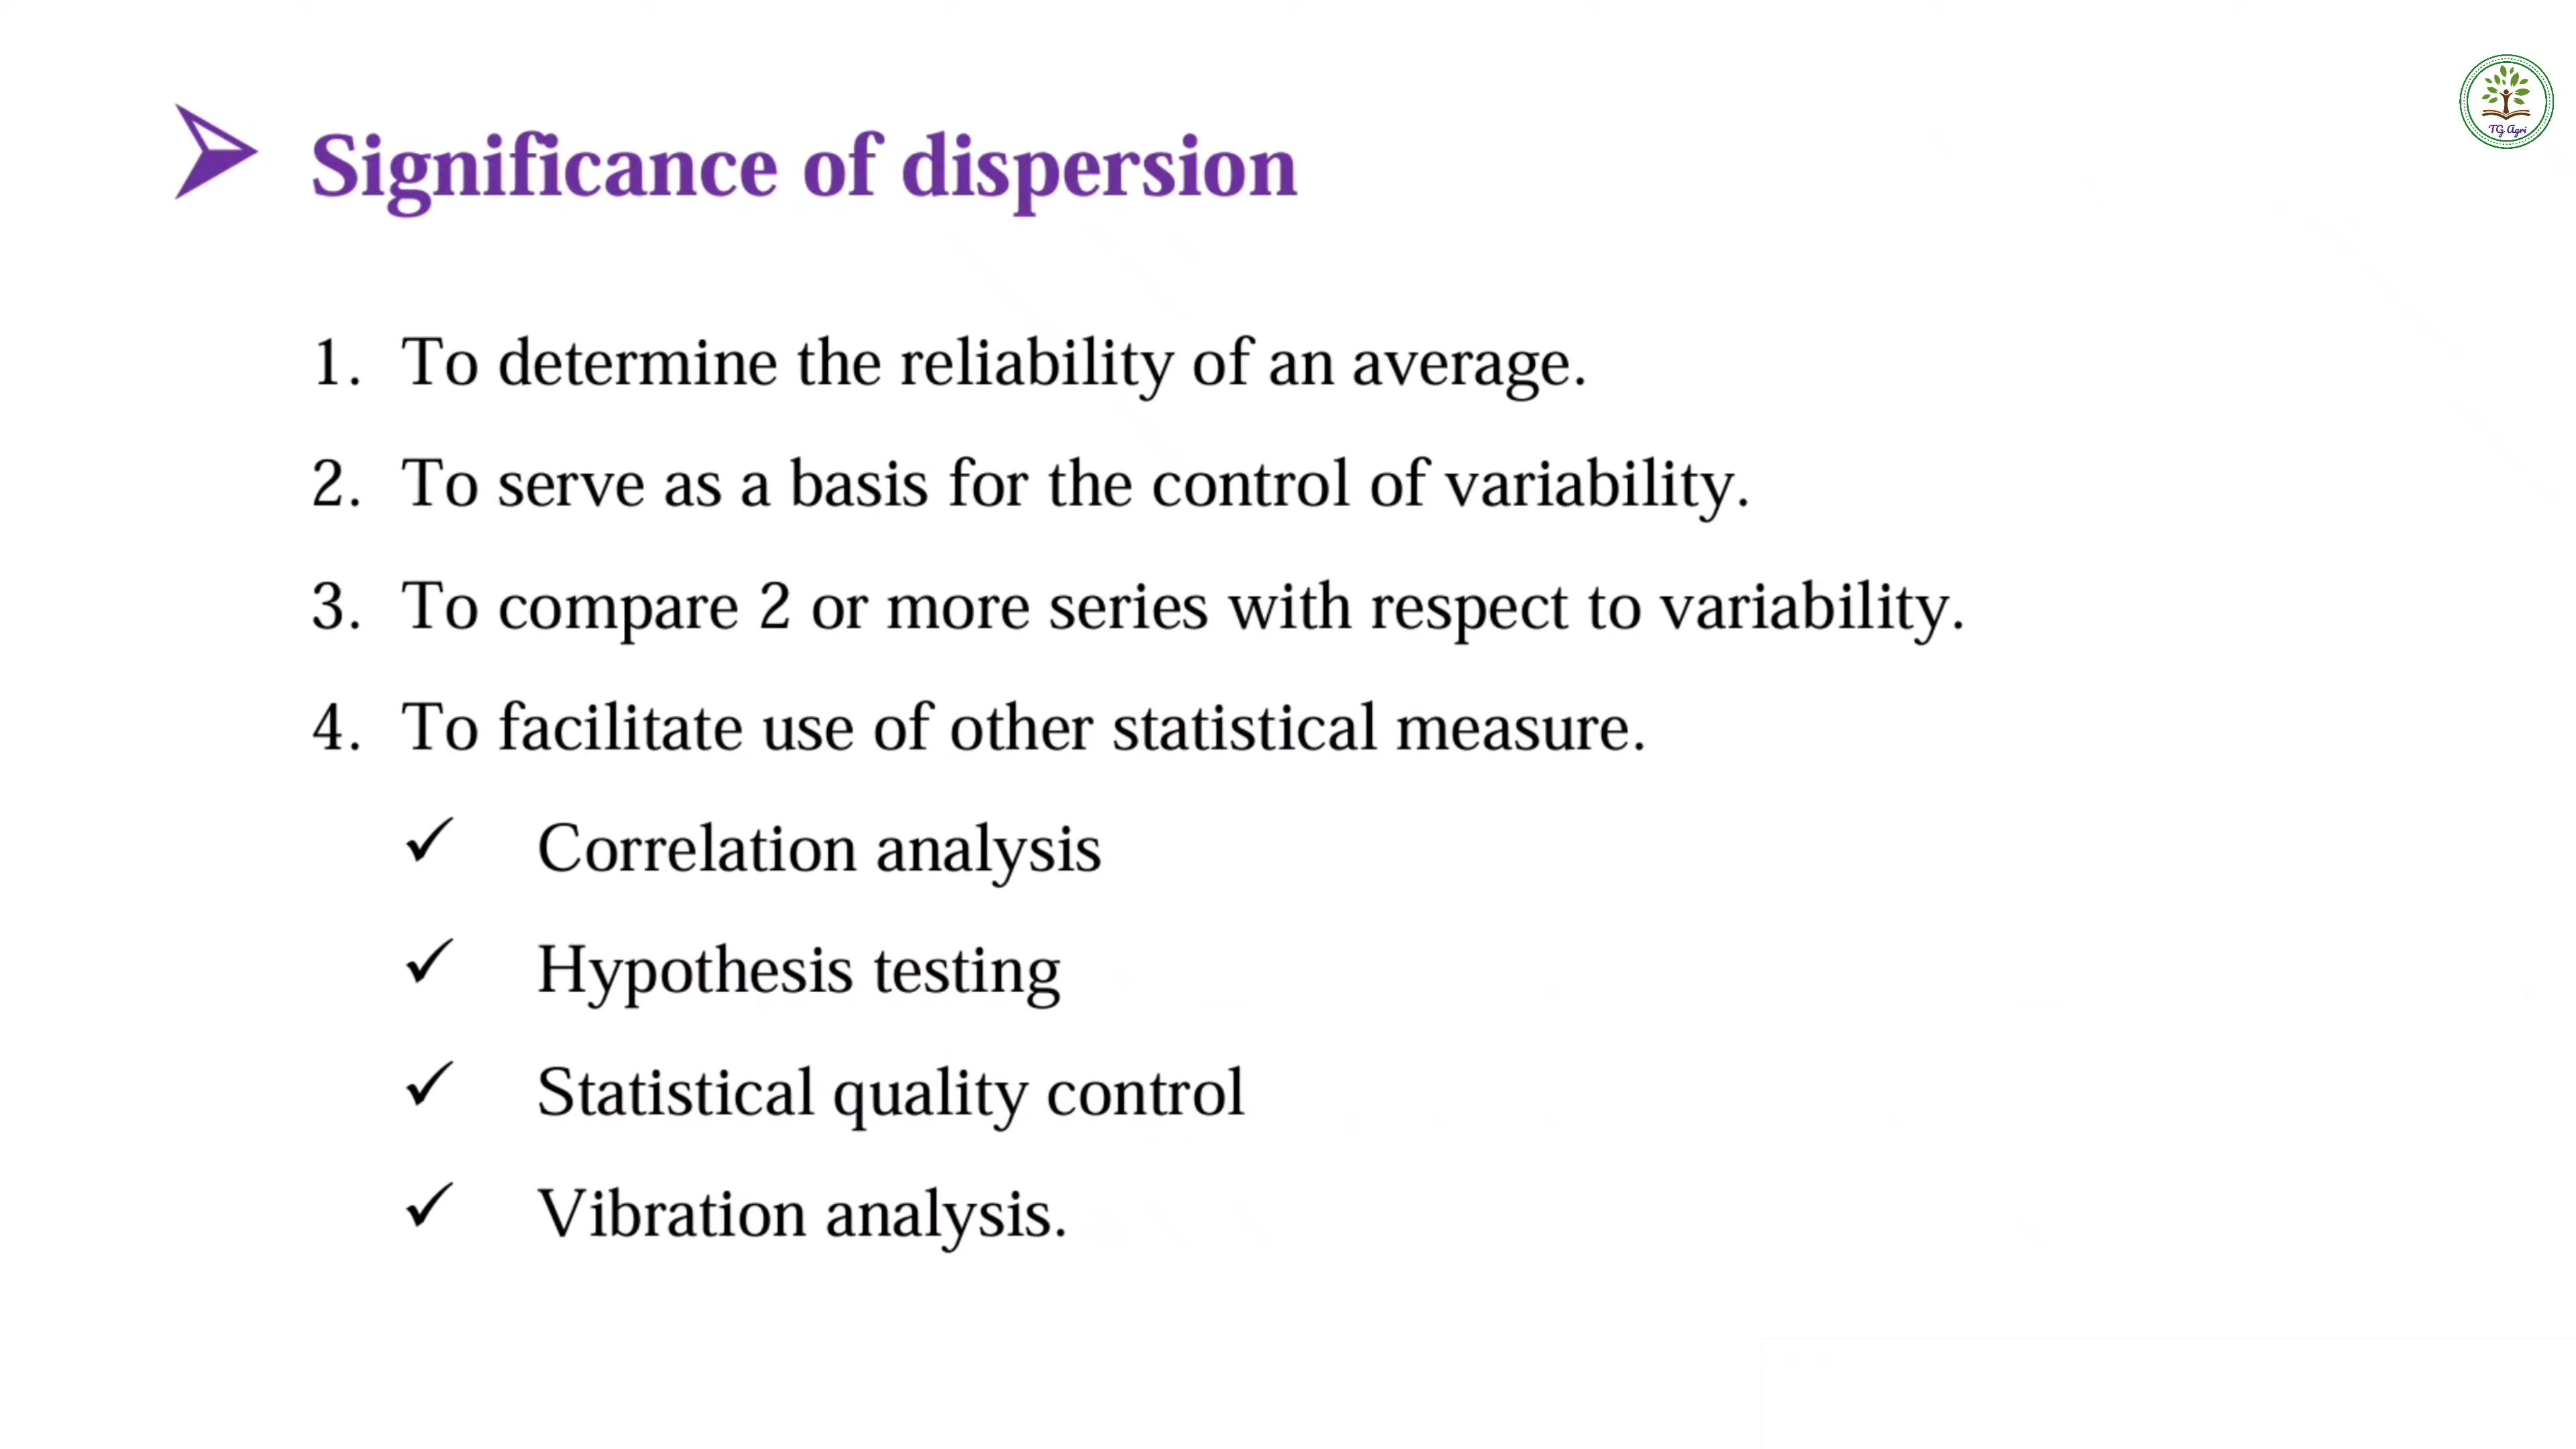 ➢ Significance of dispersion
TG Agri
1. To determine the reliability of an average.
2. To serve as a basis for the control of variability.
3. To compare 2 or more series with respect to variability.
4. To facilitate use of other statistical measure.
✓ Correlation analysis
✓ Hypothesis testing
✓ Statistical quality control
✓ Vibration analysis.